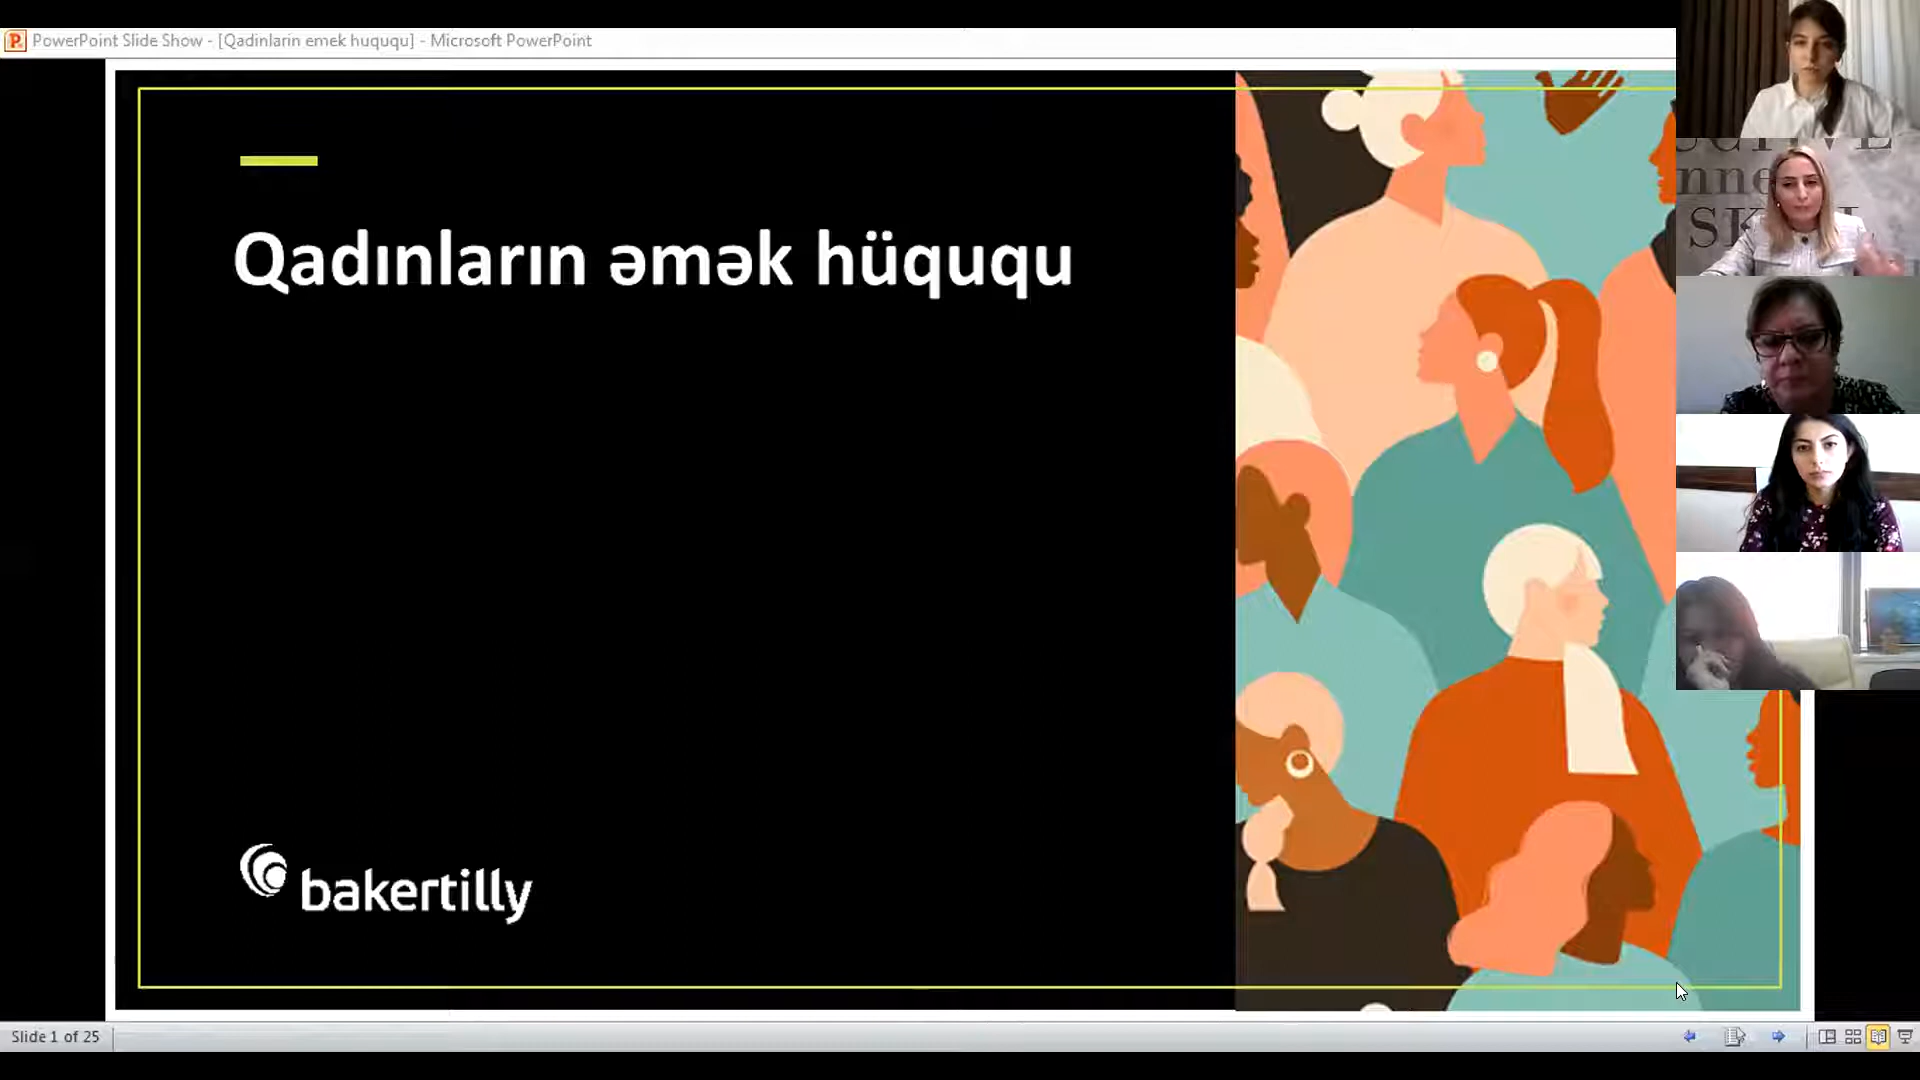 PowerPoint Slide Show - [Qadinlarin emek huququ] - Microsoft PowerPoint
Qadınların əmək hüququ
bakertilly
Slide 1 of 25